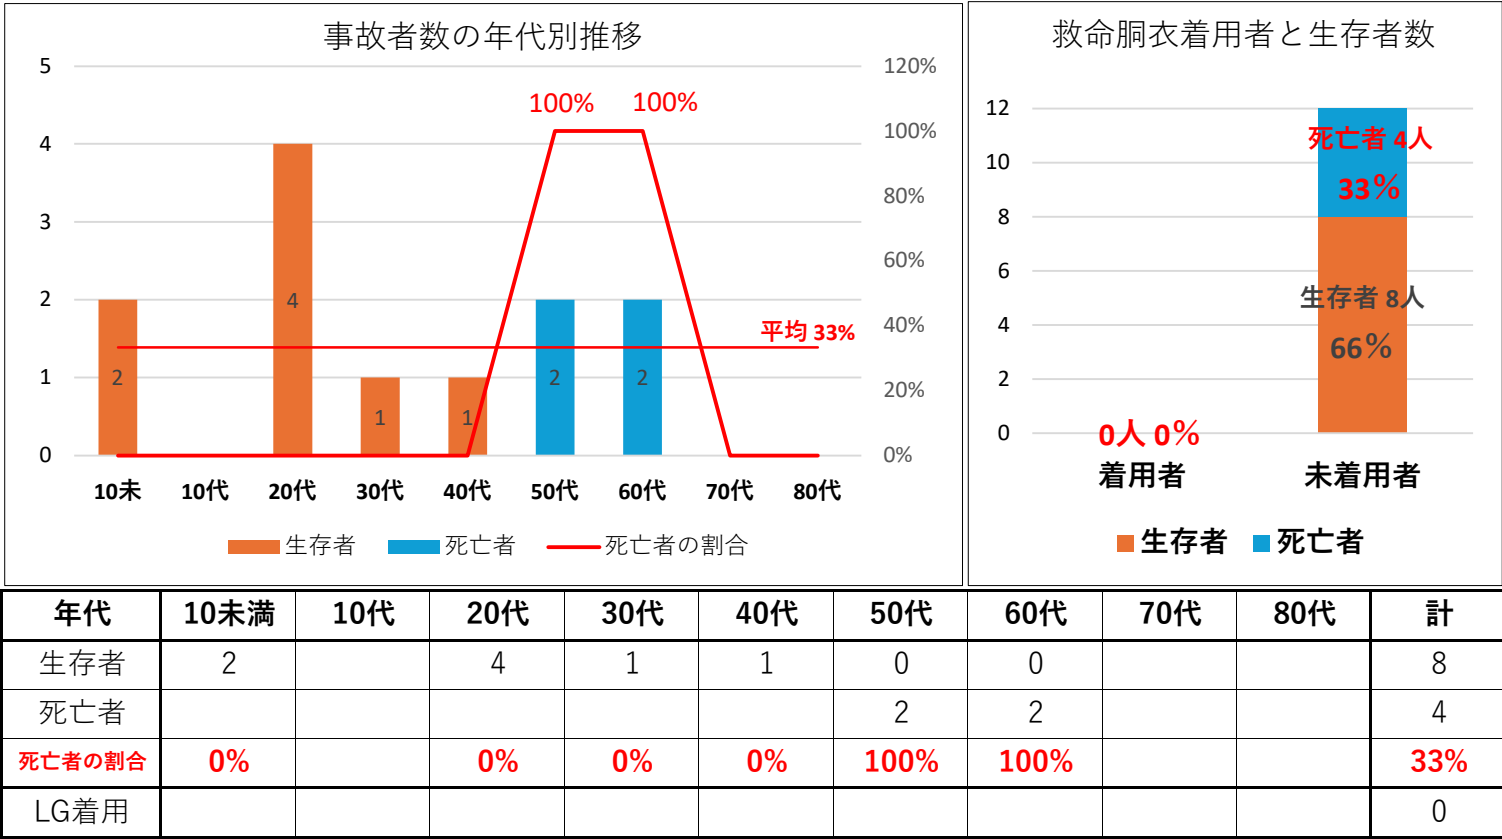 事故者数の年代別推移
5
4
3
2
1
0
120%
100%
80%
60%
40%
20%
0%
100% 100%
平均 33%
2
4
1
1
2
2
10未 10代 20代 30代 40代 50代 60代 70代 80代
生存者 死亡者 死亡者の割合
救命胴衣着用者と生存者数
12
10
8
6
4
2
0
死亡者 4人
33%
生存者 8人
66%
0人 0%
着用者 未着用者
生存者 死亡者
年代 10未満 10代 20代 30代 40代 50代 60代 70代 80代 計
生存者 2 4 1 1 0 0 8
死亡者 2 2 4
死亡者の割合 0% 0% 0% 0% 100% 100% 33%
LG着用 0